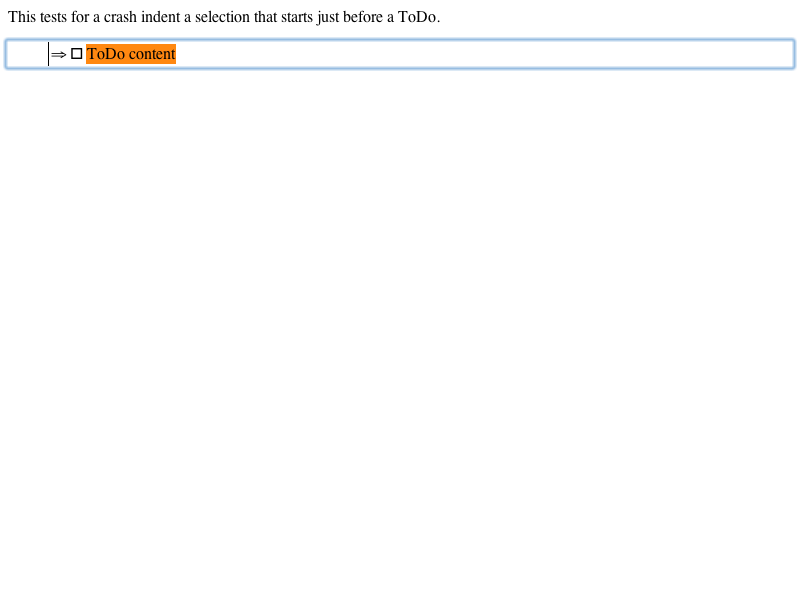 This tests for a crash indent a selection that starts just before a ToDo.
⇒ ☐ ToDo content